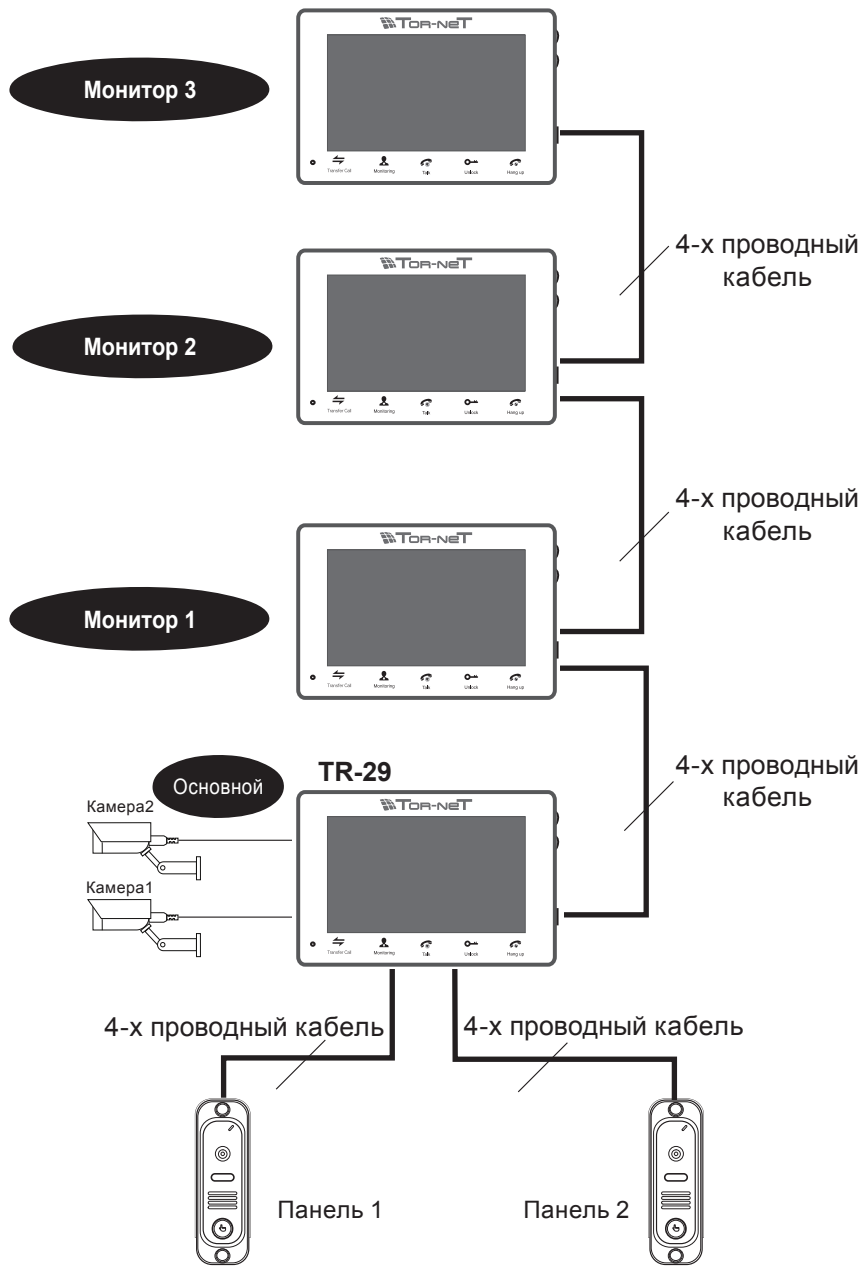 TOR-NET
Монитор 3
Transfer Call Monitoring Talk Unlock Hang up
4-х проводный
кабель
TOR-NET
Монитор 2
Transfer Call Monitoring Talk Unlock Hang up
4-х проводный
кабель
TOR-NET
Монитор 1
Transfer Call Monitoring Talk Unlock Hang up
4-х проводный
кабель
Основной
TR-29
TOR-NET
Камера2
Камера1
Transfer Call Monitoring Talk Unlock Hang up
4-х проводный кабель
4-х проводный кабель
Панель 1
Панель 2